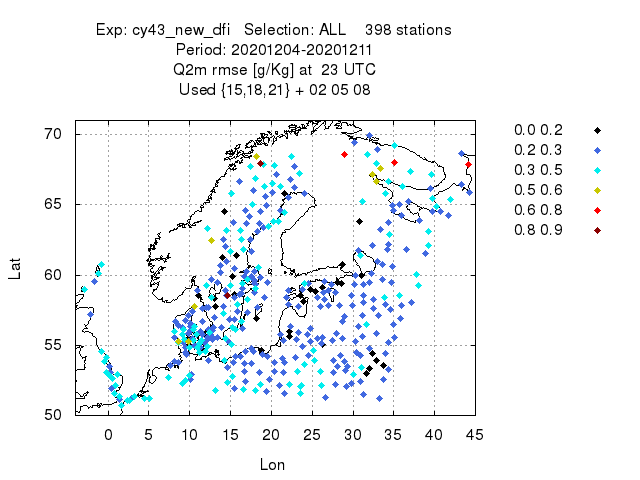 Exp: cy43_new_dfi Selection: ALL 398 stations
Period: 20201204-20201211
Q2m rmse [g/Kg] at 23 UTC
Used {15,18,21} + 02 05 08
70
65
60
55
50
Lat
0 5 10 15 20 25 30 35 40 45
Lon
0.0 0.2
0.2 0.3
0.3 0.5
0.5 0.6
0.6 0.8
0.8 0.9